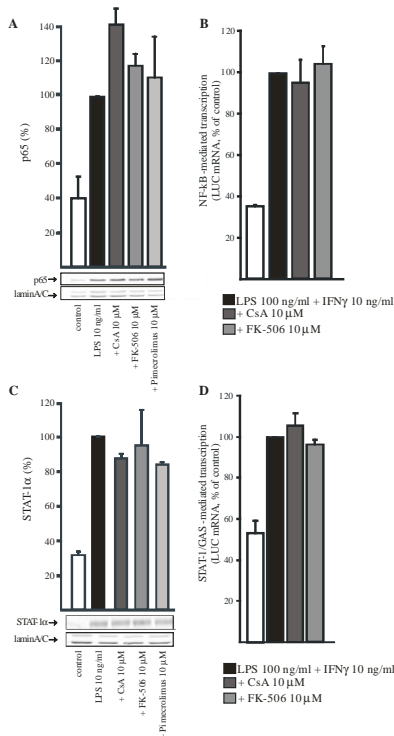 A
p65 (%)
140
120
100
80
60
40
20
p65
laminA/C
control
LPS 10 ng/ml
+ CsA 10 μM
+ FK-506 10 μM
+ Pimecrolimus 10 μM
B
NF-kB -mediated transcription
(LUC mRNA, % of control)
120
100
80
60
40
20
LPS 100 ng/ml + IFNγ 10 ng/ml
+ CsA 10 μM
+ FK-506 10 μM
C
STAT-1α (%)
120
100
80
60
40
20
STAT-1α
laminA/C
control
LPS 10 ng/ml
+ CsA 10 μM
+ FK-506 10 μM
- Pimecrolimus 10 μM
D
STAT-1/GAS -mediated transcription
(LUC mRNA, % of control)
120
100
80
60
40
20
LPS 100 ng/ml + IFNγ 10 ng/ml
+ CsA 10 μM
+ FK-506 10 μM